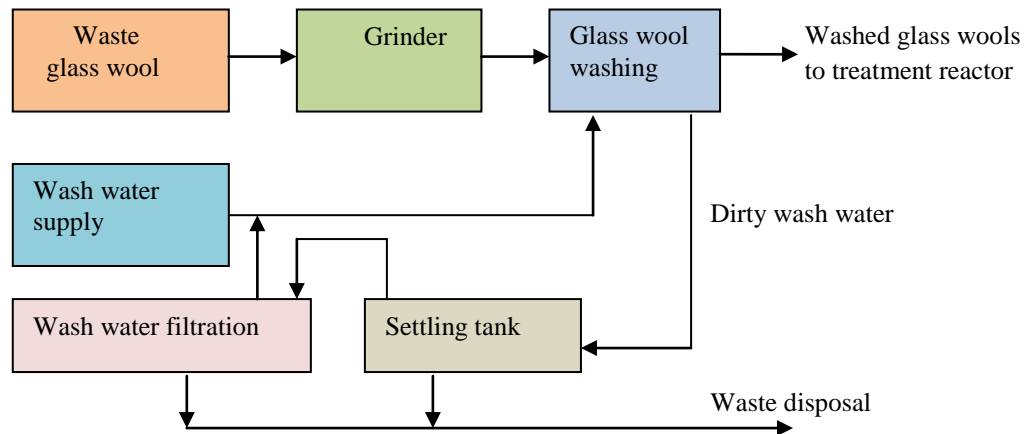 Waste
glass wool
Grinder
Glass wool
washing
Washed glass wools
to treatment reactor
Wash water
supply
Dirty wash water
Wash water filtration
Settling tank
Waste disposal